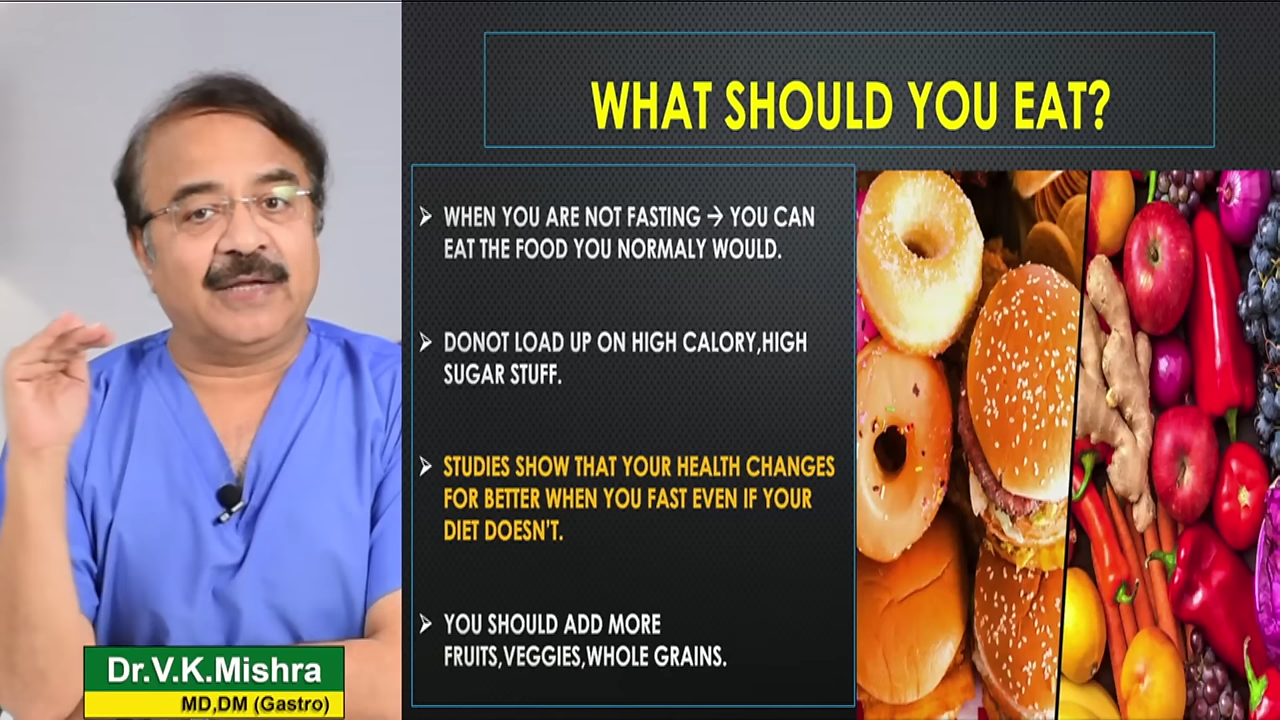 WHAT SHOULD YOU EAT?
➢ WHEN YOU ARE NOT FASTING → YOU CAN
EAT THE FOOD YOU NORMALY WOULD.
➢ DONOT LOAD UP ON HIGH CALORY,HIGH
SUGAR STUFF.
➢ STUDIES SHOW THAT YOUR HEALTH CHANGES
FOR BETTER WHEN YOU FAST EVEN IF YOUR
DIET DOESN'T.
➢ YOU SHOULD ADD MORE
FRUITS,VEGGIES,WHOLE GRAINS.
Dr.V.K.Mishra
MD,DM (Gastro)